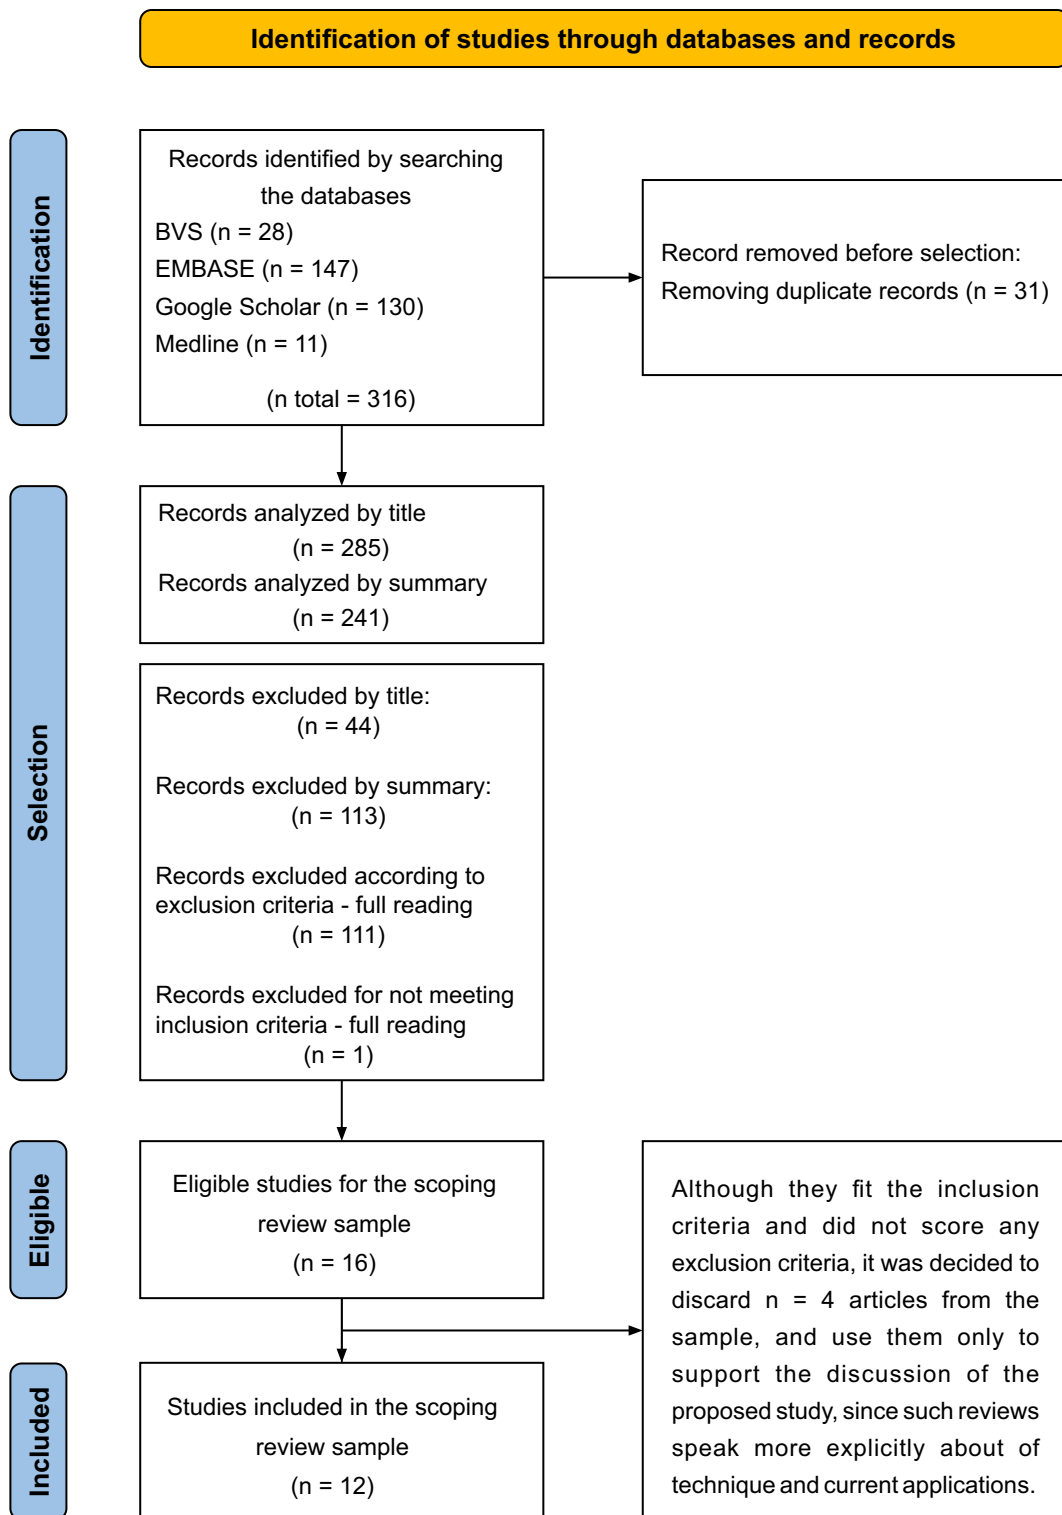 Identification of studies through databases and records
Identification
Records identified by searching
the databases
BVS (n = 28)
EMBASE (n = 147)
Google Scholar (n = 130)
Medline (n = 11)
(n total = 316)
Record removed before selection:
Removing duplicate records (n = 31)
Selection
Records analyzed by title
(n = 285)
Records analyzed by summary
(n = 241)
Records excluded by title:
(n = 44)
Records excluded by summary:
(n = 113)
Records excluded according to
exclusion criteria - full reading
(n = 111)
Records excluded for not meeting
inclusion criteria - full reading
(n = 1)
Eligible
Eligible studies for the scoping
review sample
(n = 16)
Although they fit the inclusion
criteria and did not score any
exclusion criteria, it was decided to
discard n = 4 articles from the
sample, and use them only to
support the discussion of the
proposed study, since such reviews
speak more explicitly about of
technique and current applications.
Included
Studies included in the scoping
review sample
(n = 12)